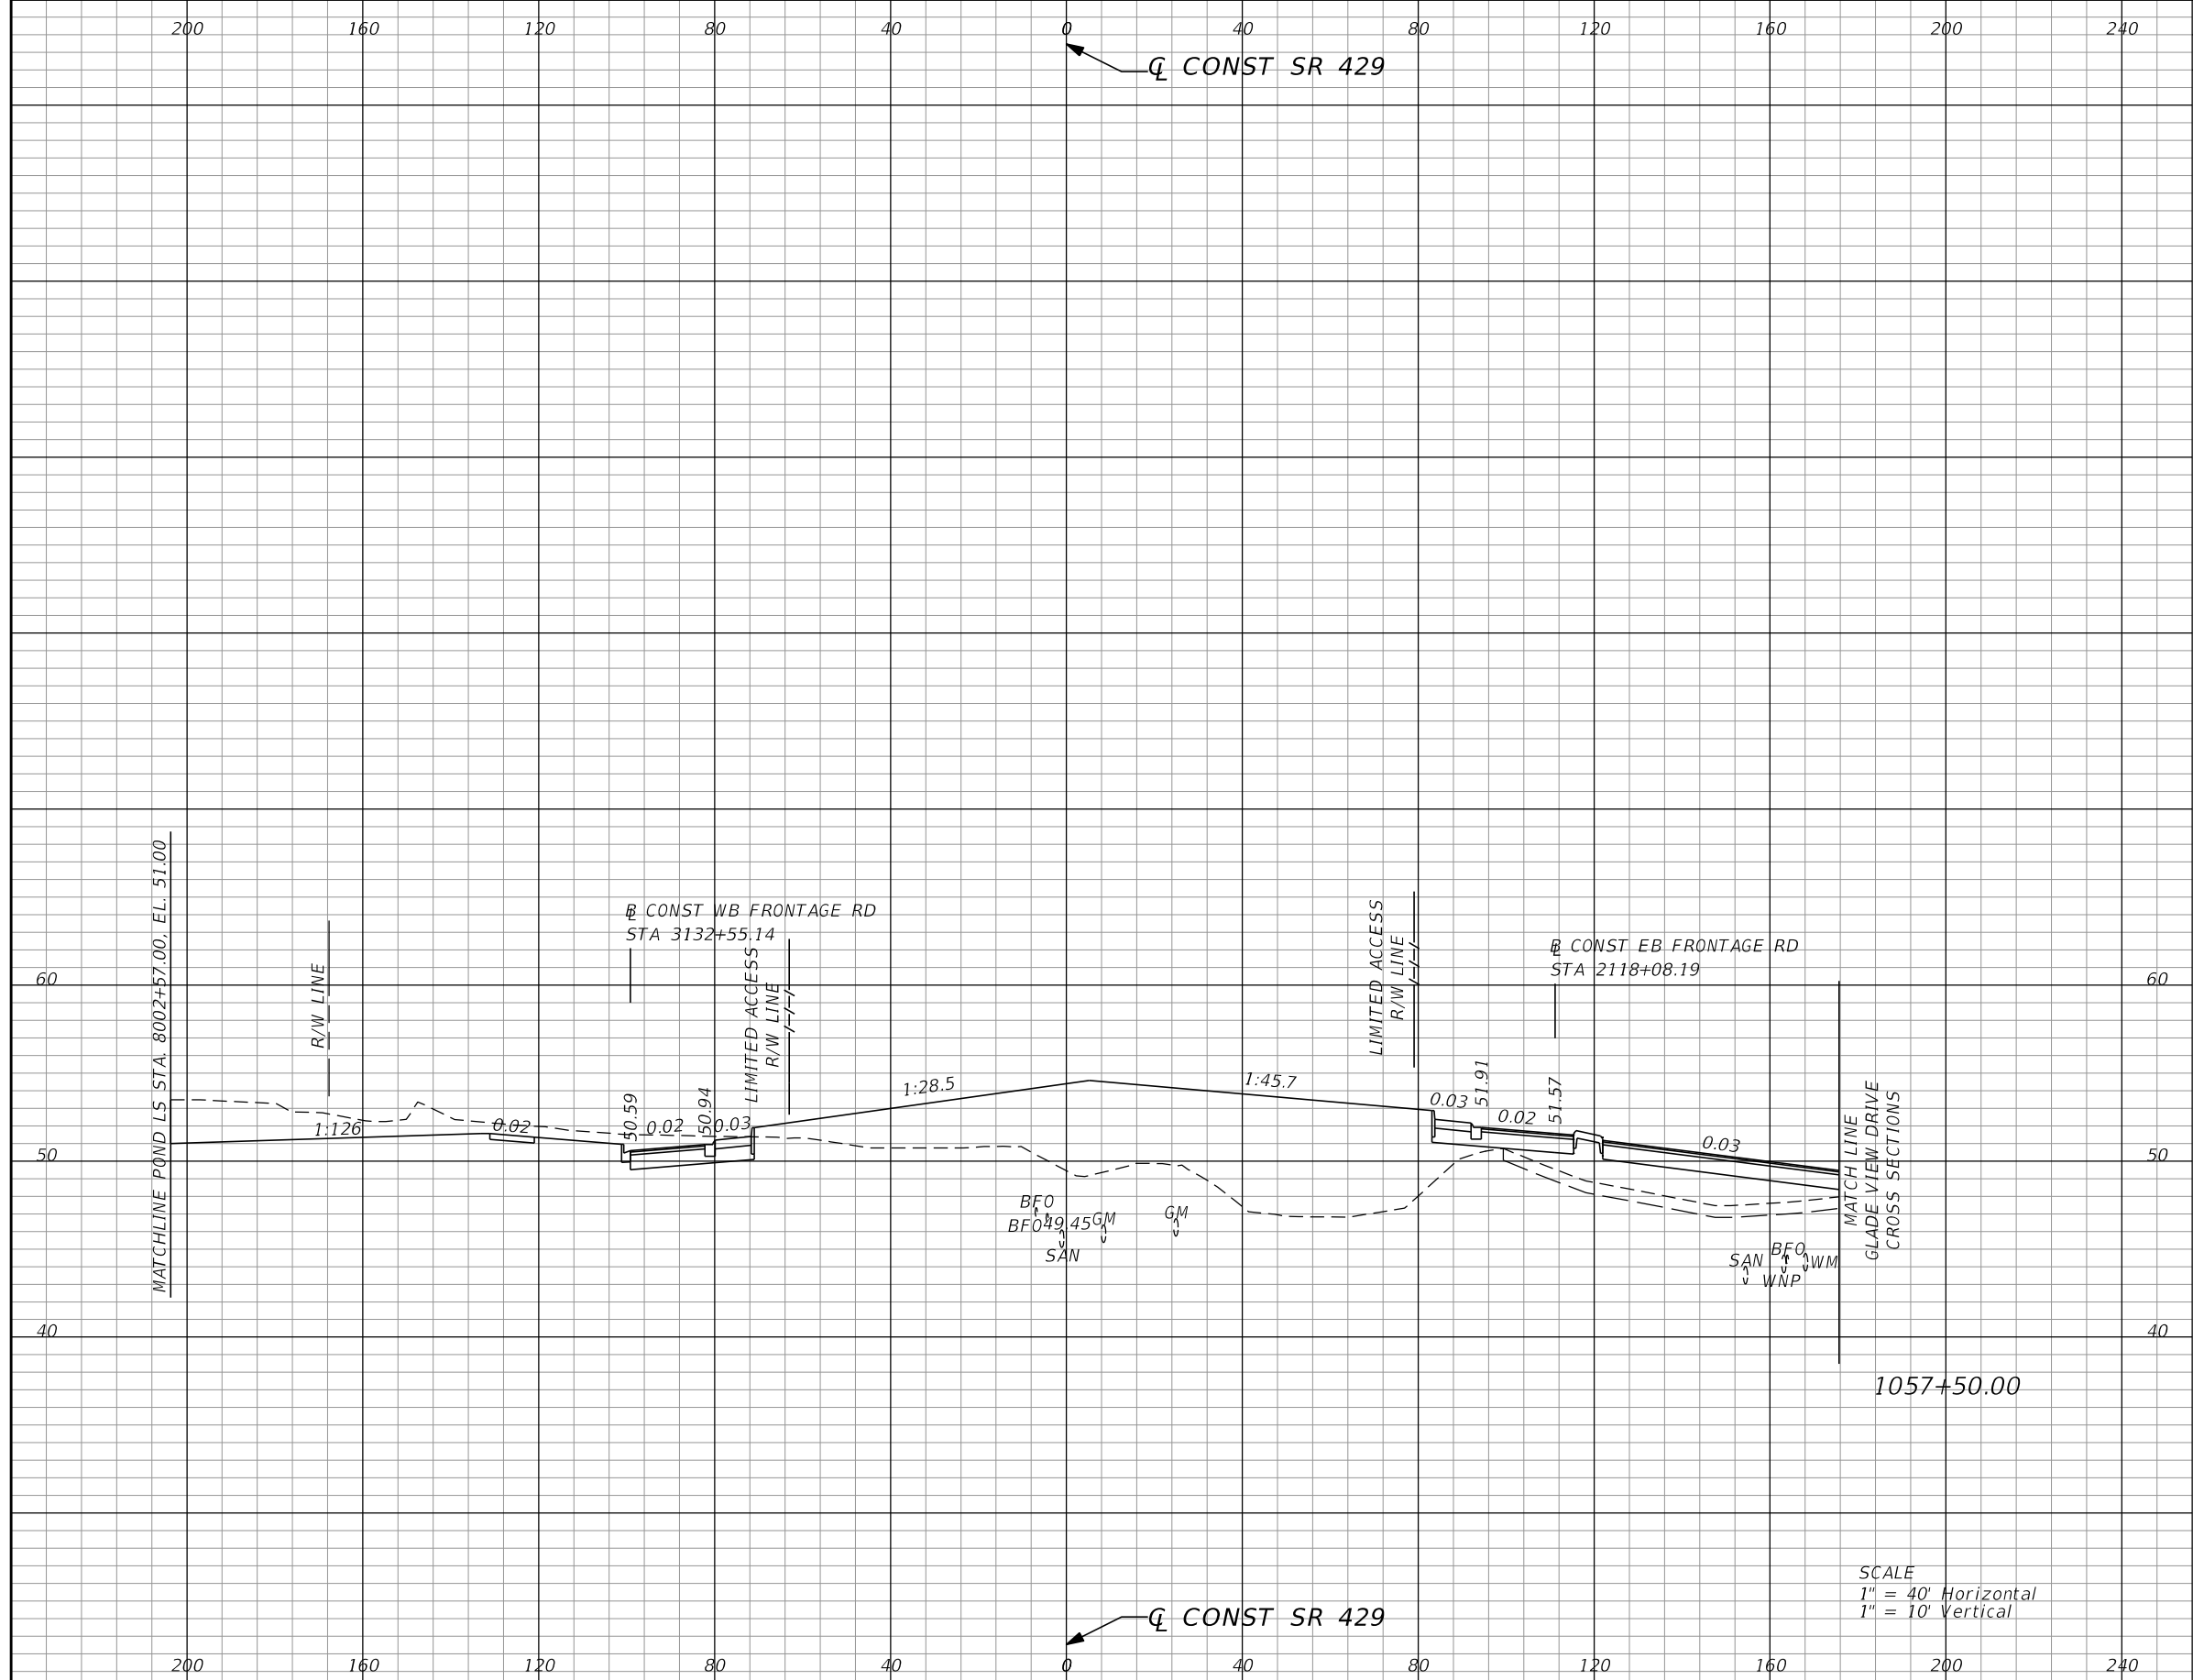 200 160 120 80 40 0 40 80 120 160 200 240
℄ CONST SR 429
MATCHLINE POND LS STA. 8002+57.00, EL. 51.00
R/W LINE
B̲L CONST WB FRONTAGE RD
STA 3132+55.14
LIMITED ACCESS
R/W LINE
LIMITED ACCESS
R/W LINE
BL CONST EB FRONTAGE RD
STA 2118+08.19
60
60
1:126
0.02
50.59
0.02
50.94
0.03
1:28.5
1:45.7
0.03
51.91
0.02
51.57
0.03
50
50
MATCH LINE
GLADE VIEW DRIVE
CROSS SECTIONS
BFO
BFO
49.45
GM
SAN
GM
SAN
BFO
WM
WNP
40
40
1057+50.00
SCALE
1" = 40' Horizontal
1" = 10' Vertical
℄ CONST SR 429
200 160 120 80 40 0 40 80 120 160 200 240